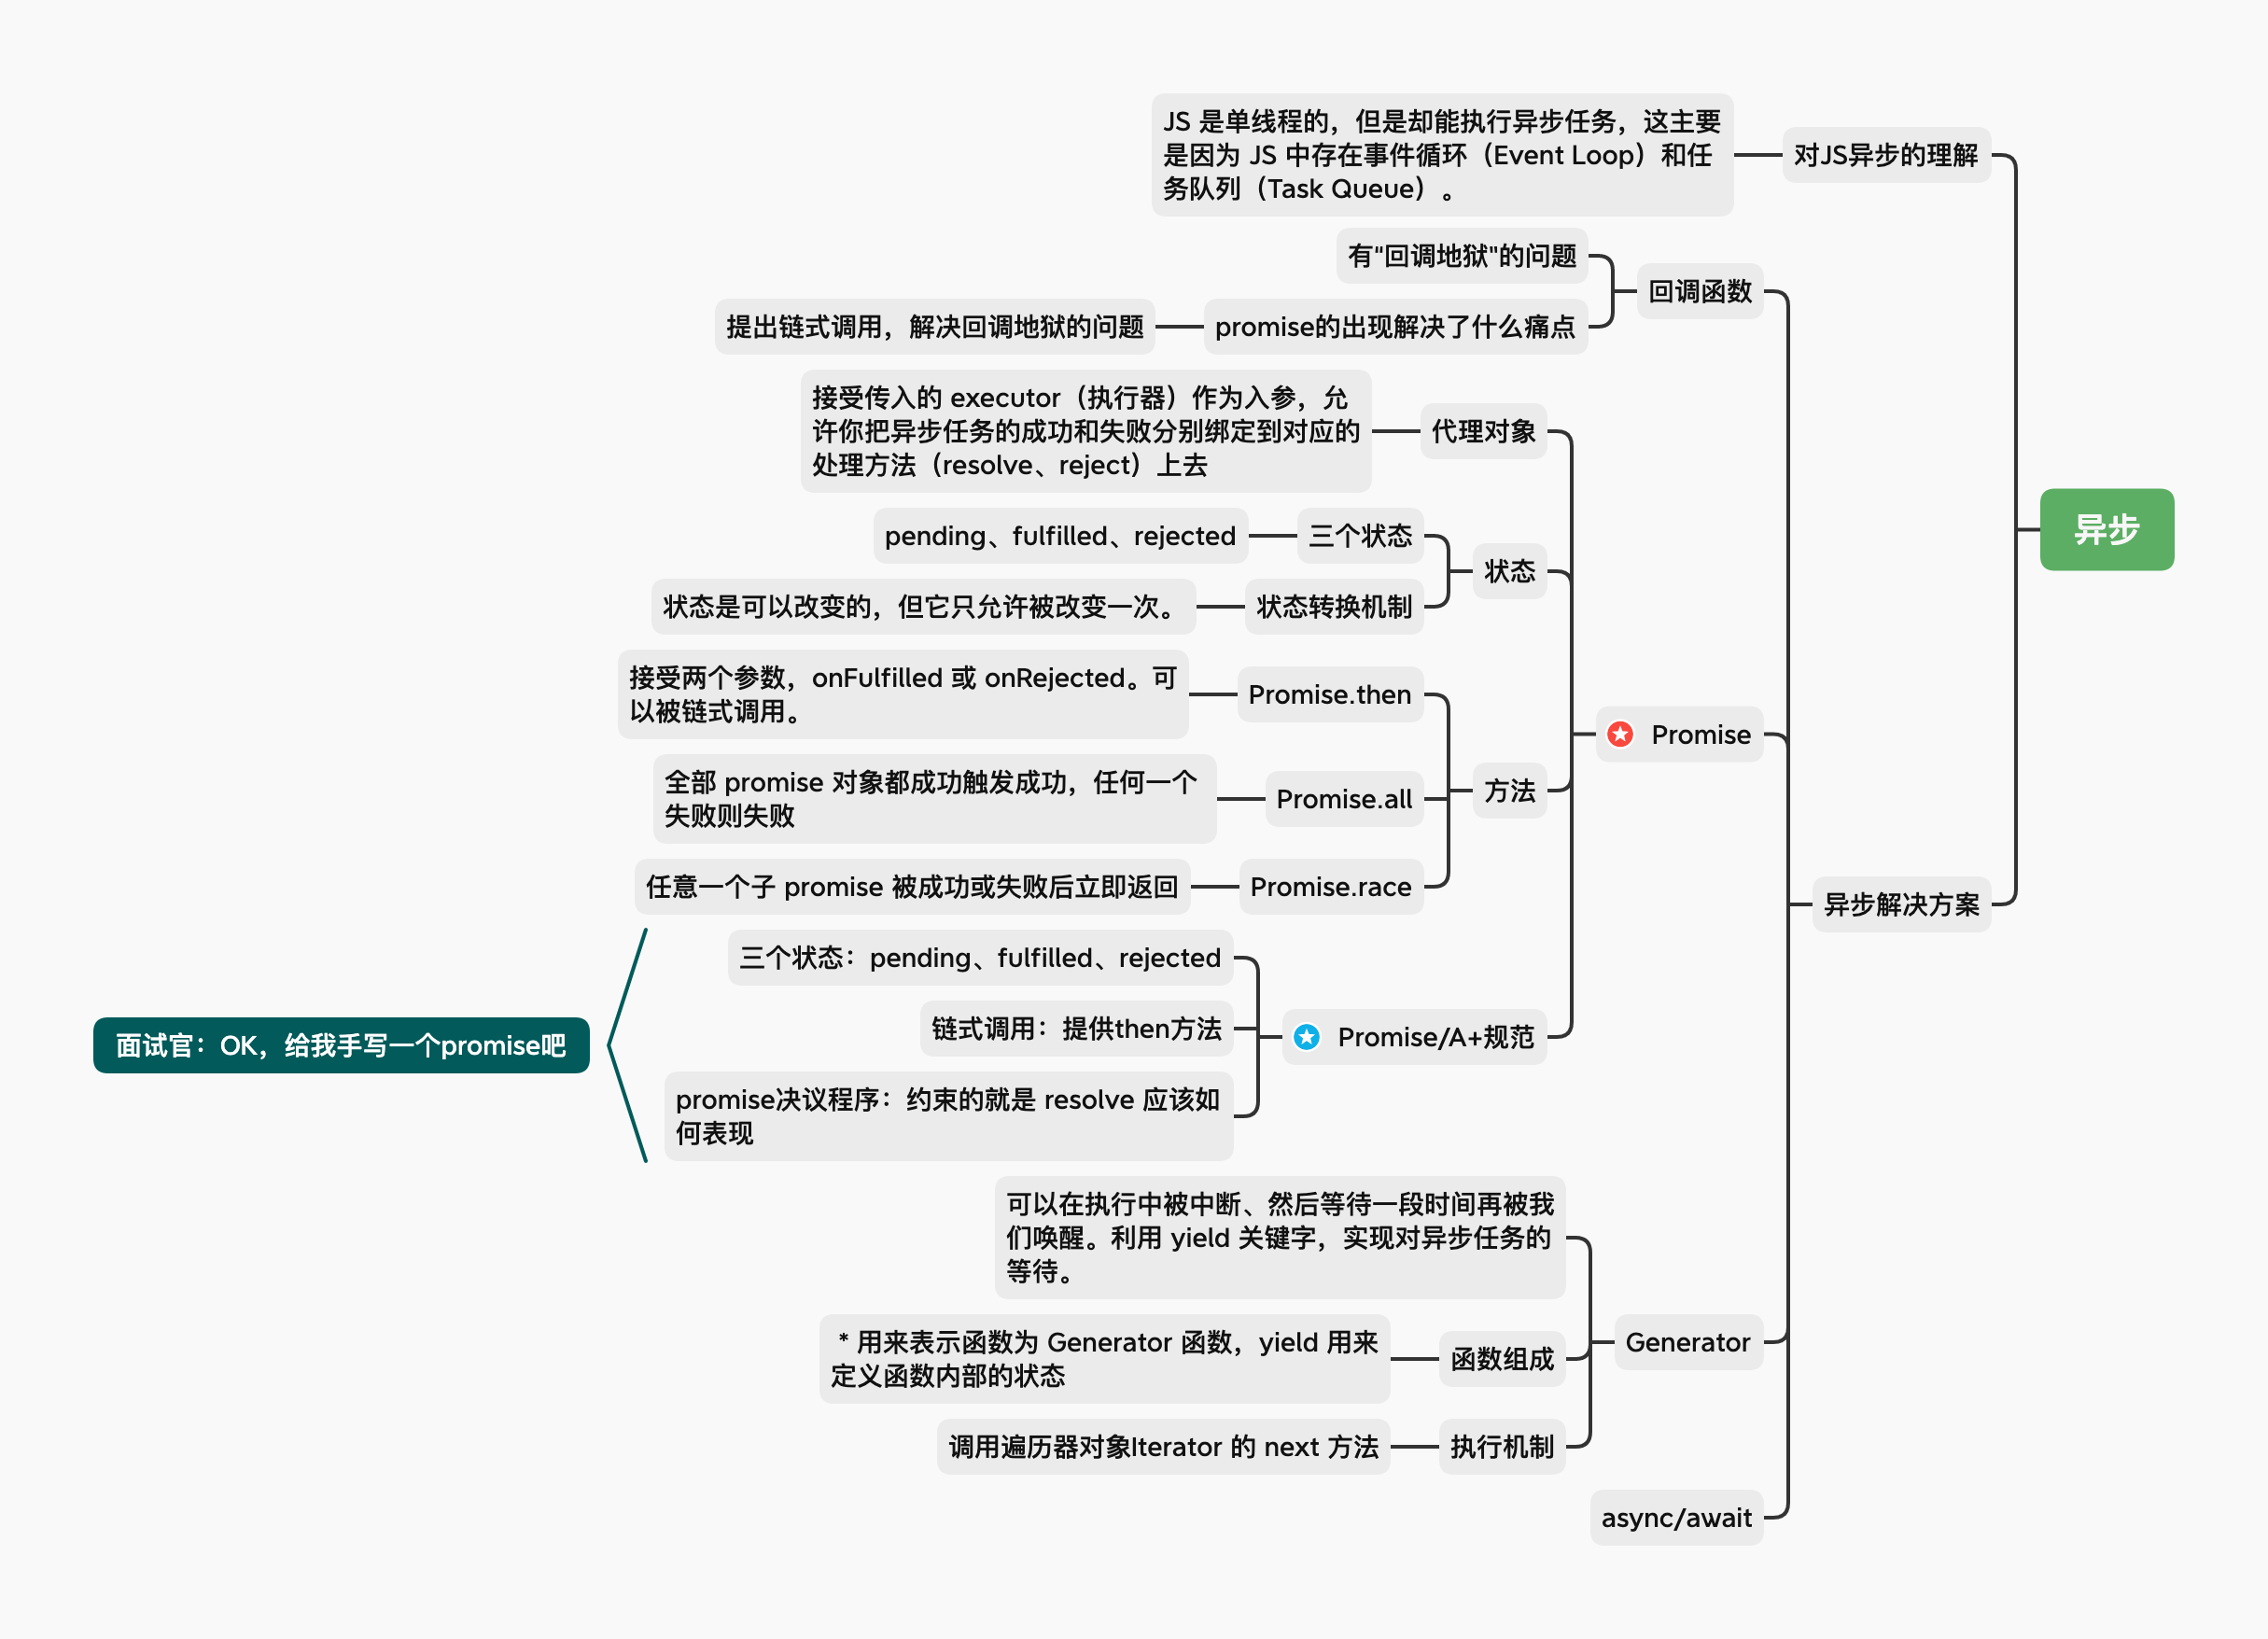 JS 是单线程的，但是却能执行异步任务，这主要
是因为 JS 中存在事件循环（Event Loop）和任
务队列（Task Queue）。
对JS异步的理解
有"回调地狱"的问题
回调函数
提出链式调用，解决回调地狱的问题
promise的出现解决了什么痛点
接受传入的 executor（执行器）作为入参，允
许你把异步任务的成功和失败分别绑定到对应的
处理方法（resolve、reject）上去
代理对象
异步
pending、fulfilled、rejected
三个状态
状态
状态是可以改变的，但它只允许被改变一次。
状态转换机制
接受两个参数，onFulfilled 或 onRejected。可
以被链式调用。
Promise.then
Promise
全部 promise 对象都成功触发成功，任何一个
失败则失败
Promise.all
方法
任意一个子 promise 被成功或失败后立即返回
Promise.race
异步解决方案
三个状态：pending、fulfilled、rejected
链式调用：提供then方法
Promise/A+规范
面试官：OK，给我手写一个promise吧
promise决议程序：约束的就是 resolve 应该如
何表现
可以在执行中被中断、然后等待一段时间再被我
们唤醒。利用 yield 关键字，实现对异步任务的
等待。
* 用来表示函数为 Generator 函数，yield 用来
定义函数内部的状态
函数组成
Generator
调用遍历器对象Iterator 的 next 方法
执行机制
async/await